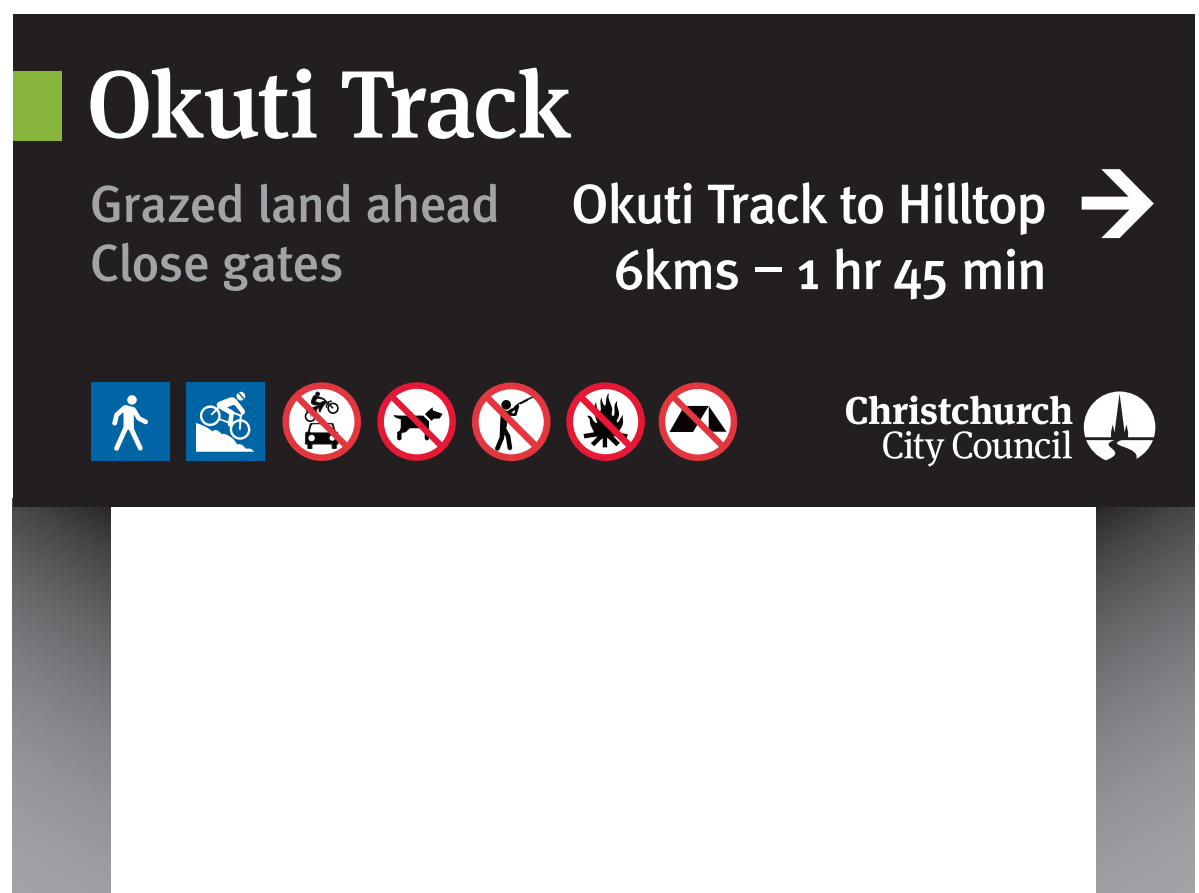 Okuti Track
Grazed land ahead
Close gates
Okuti Track to Hilltop
6kms – 1 hr 45 min
Christchurch
City Council